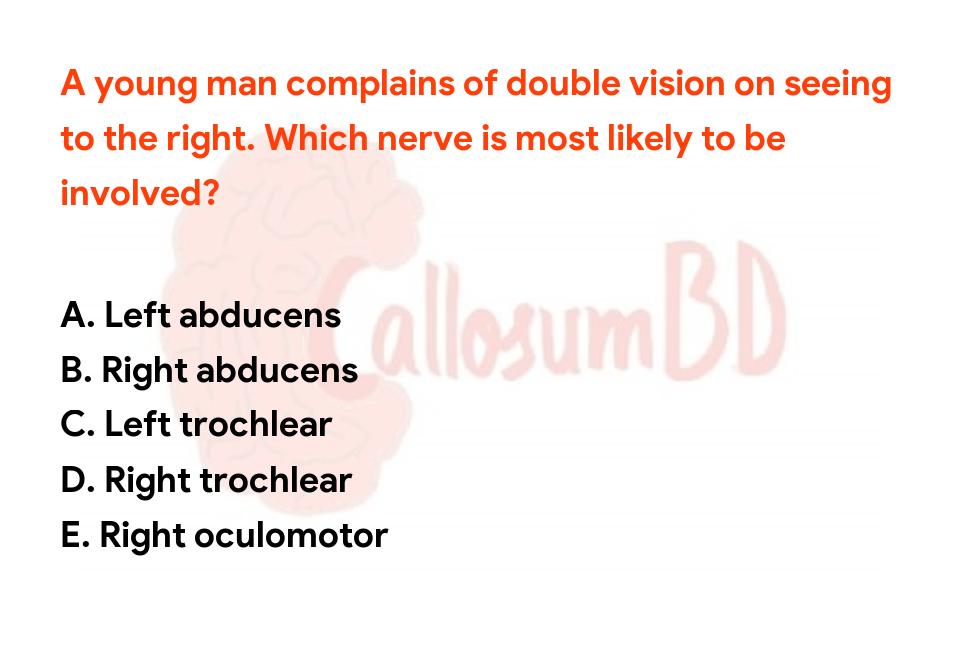 A young man complains of double vision on seeing
to the right. Which nerve is most likely to be
involved?
CallosumBD
A. Left abducens
B. Right abducens
C. Left trochlear
D. Right trochlear
E. Right oculomotor